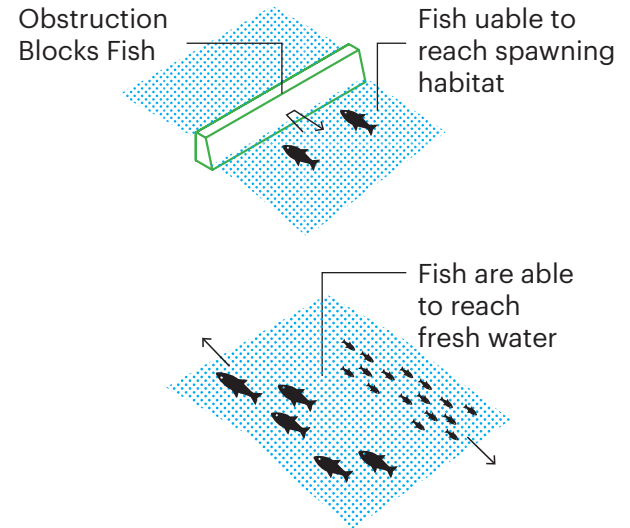 Obstruction
Blocks Fish
Fish uable to
reach spawning
habitat
Fish are able
to reach
fresh water